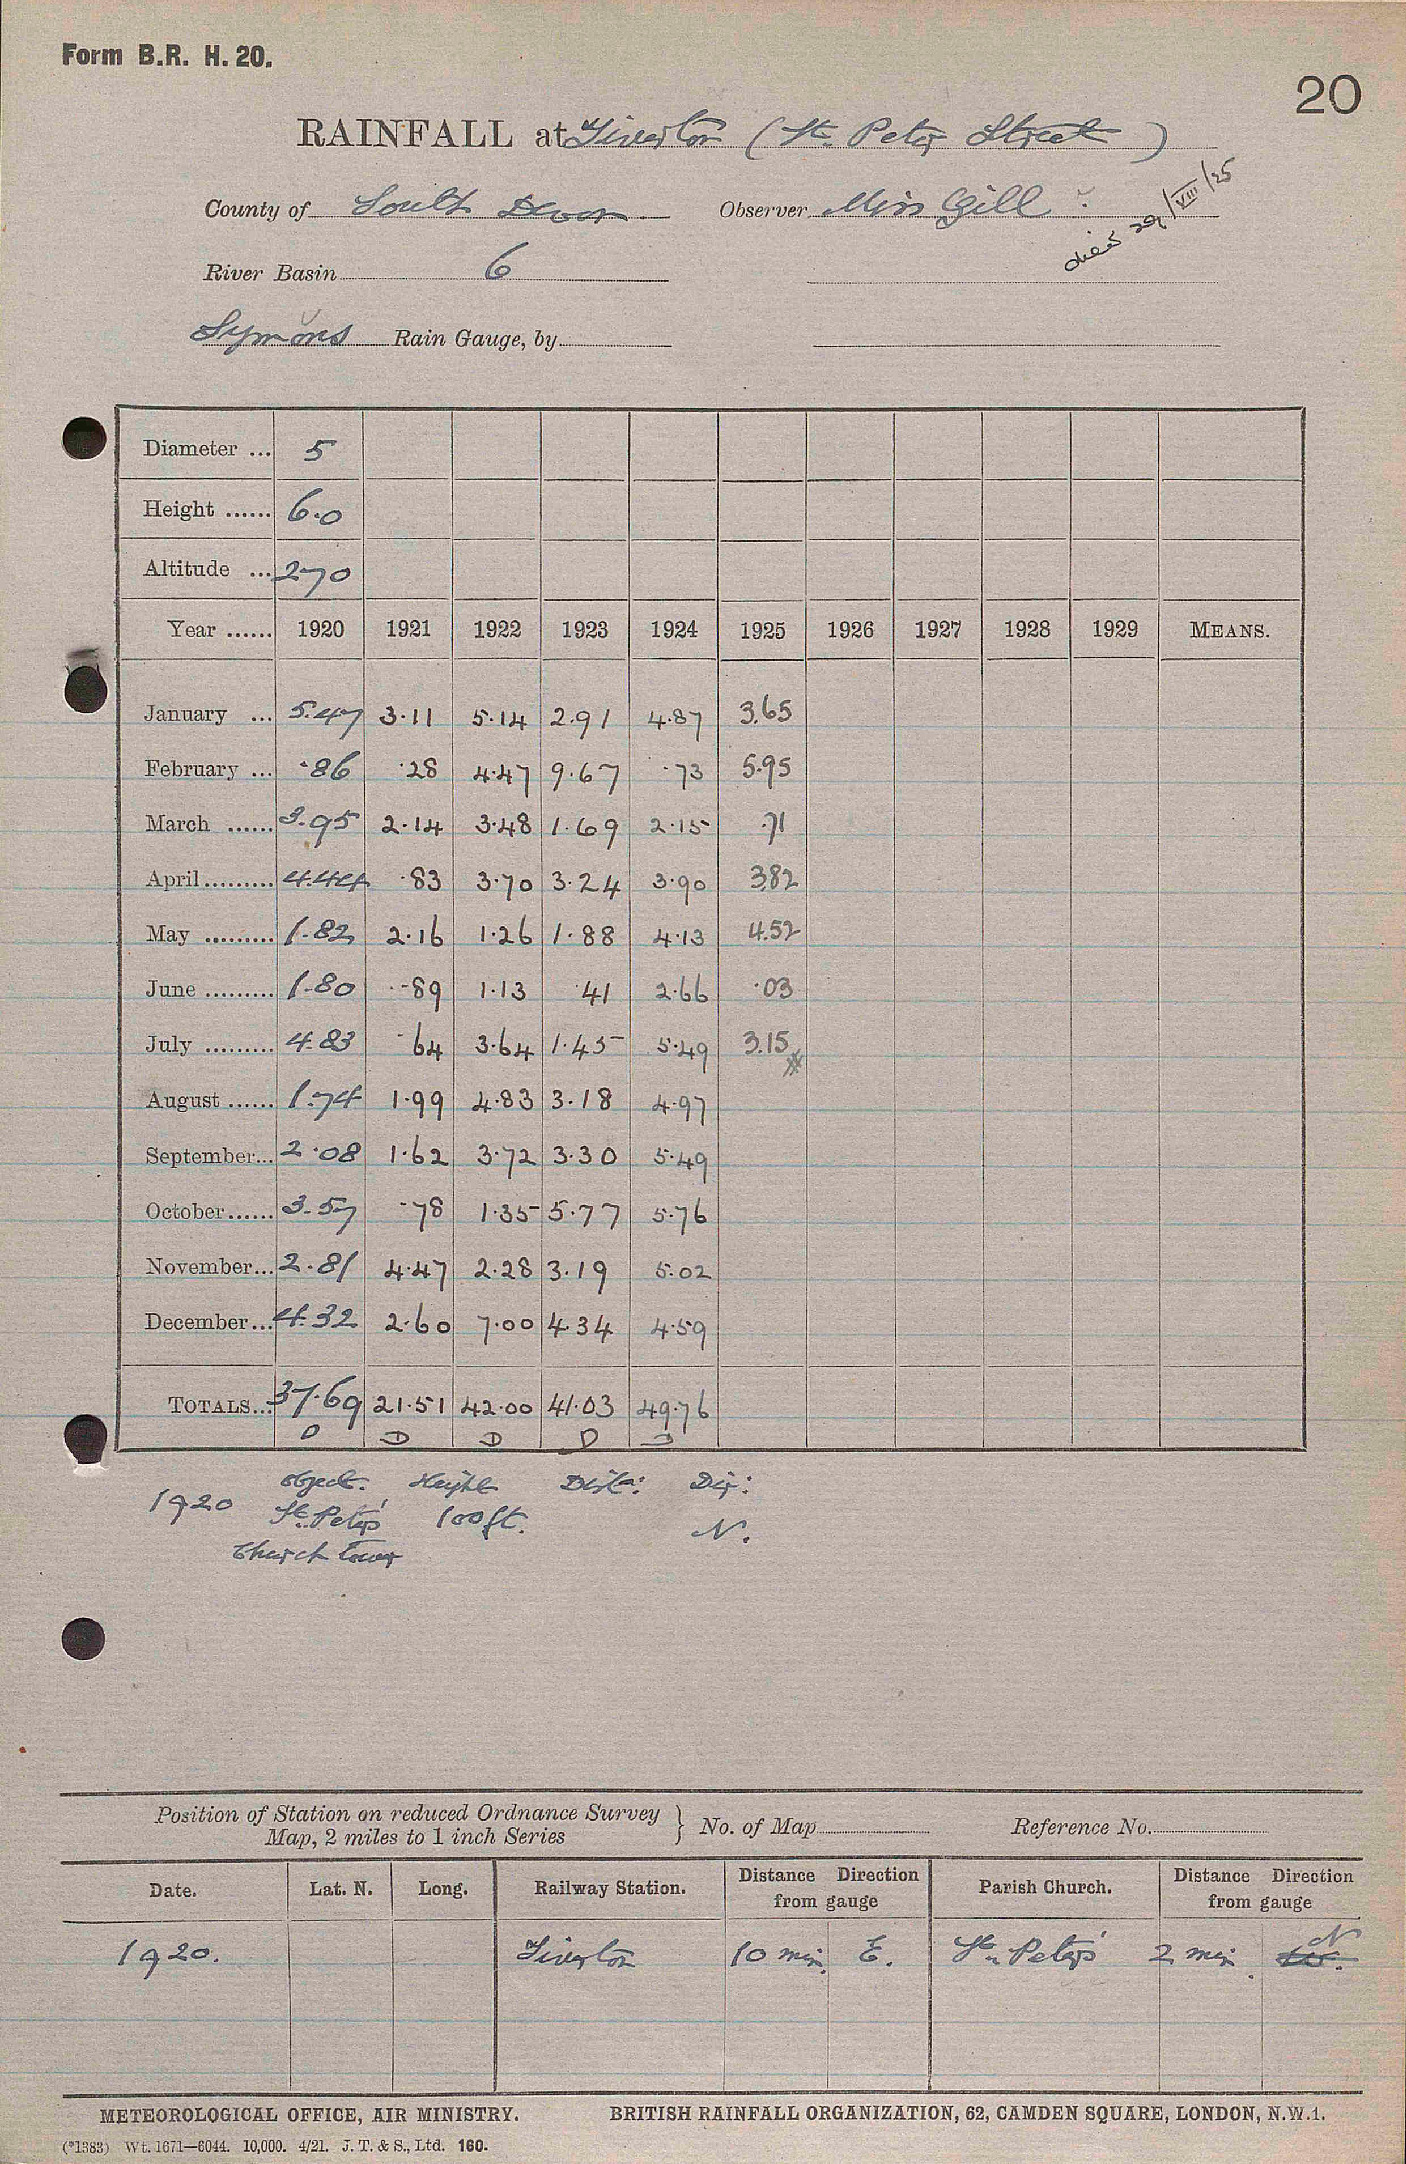 Form B.R. H. 20.
20
RAINFALL at Tiverton (St. Peter Street)
County of South Devon Observer Miss Gill
died 29/VIII/25
River Basin 6
Symons Rain Gauge, by
Diameter ... 5
Height ...... 6.0
Altitude ... 270
Year ...... 1920 1921 1922 1923 1924 1925 1926 1927 1928 1929 MEANS.
January ... 5.47 3.11 5.14 2.91 4.87 3.65
February ... .86 .28 4.47 9.67 .73 5.95
March ...... 3.95 2.14 3.48 1.69 2.15 .71
April ......... 4.44 .83 3.70 3.24 3.90 3.82
May ......... 1.82 2.16 1.26 1.88 4.13 4.52
June ......... 1.80 .89 1.13 .41 2.66 .03
July ......... 4.83 .64 3.64 1.45 5.49 3.15
August ...... 1.74 1.99 4.83 3.18 4.97
September... 2.08 1.62 3.72 3.30 5.49
October ...... 3.57 .78 1.35 5.77 5.76
November... 2.81 4.47 2.28 3.19 5.02
December... 4.32 2.60 7.00 4.34 4.59
TOTALS... 37.69 21.51 42.00 41.03 49.76
D D D D D
Object. Height Dist: Dir:
1920 St. Peter's 100 ft. N.
Church tower
Position of Station on reduced Ordnance Survey
Map, 2 miles to 1 inch Series } No. of Map Reference No.
Date. Lat. N. Long. Railway Station. Distance Direction from gauge Parish Church. Distance Direction from gauge
1920. Tiverton 10 min. E. St. Peter's 2 min. N
METEOROLOGICAL OFFICE, AIR MINISTRY. BRITISH RAINFALL ORGANIZATION, 62, CAMDEN SQUARE, LONDON, N.W.1.
(*1383) Wt. 1671—6044. 10,000. 4/21. J. T. & S., Ltd. 160.